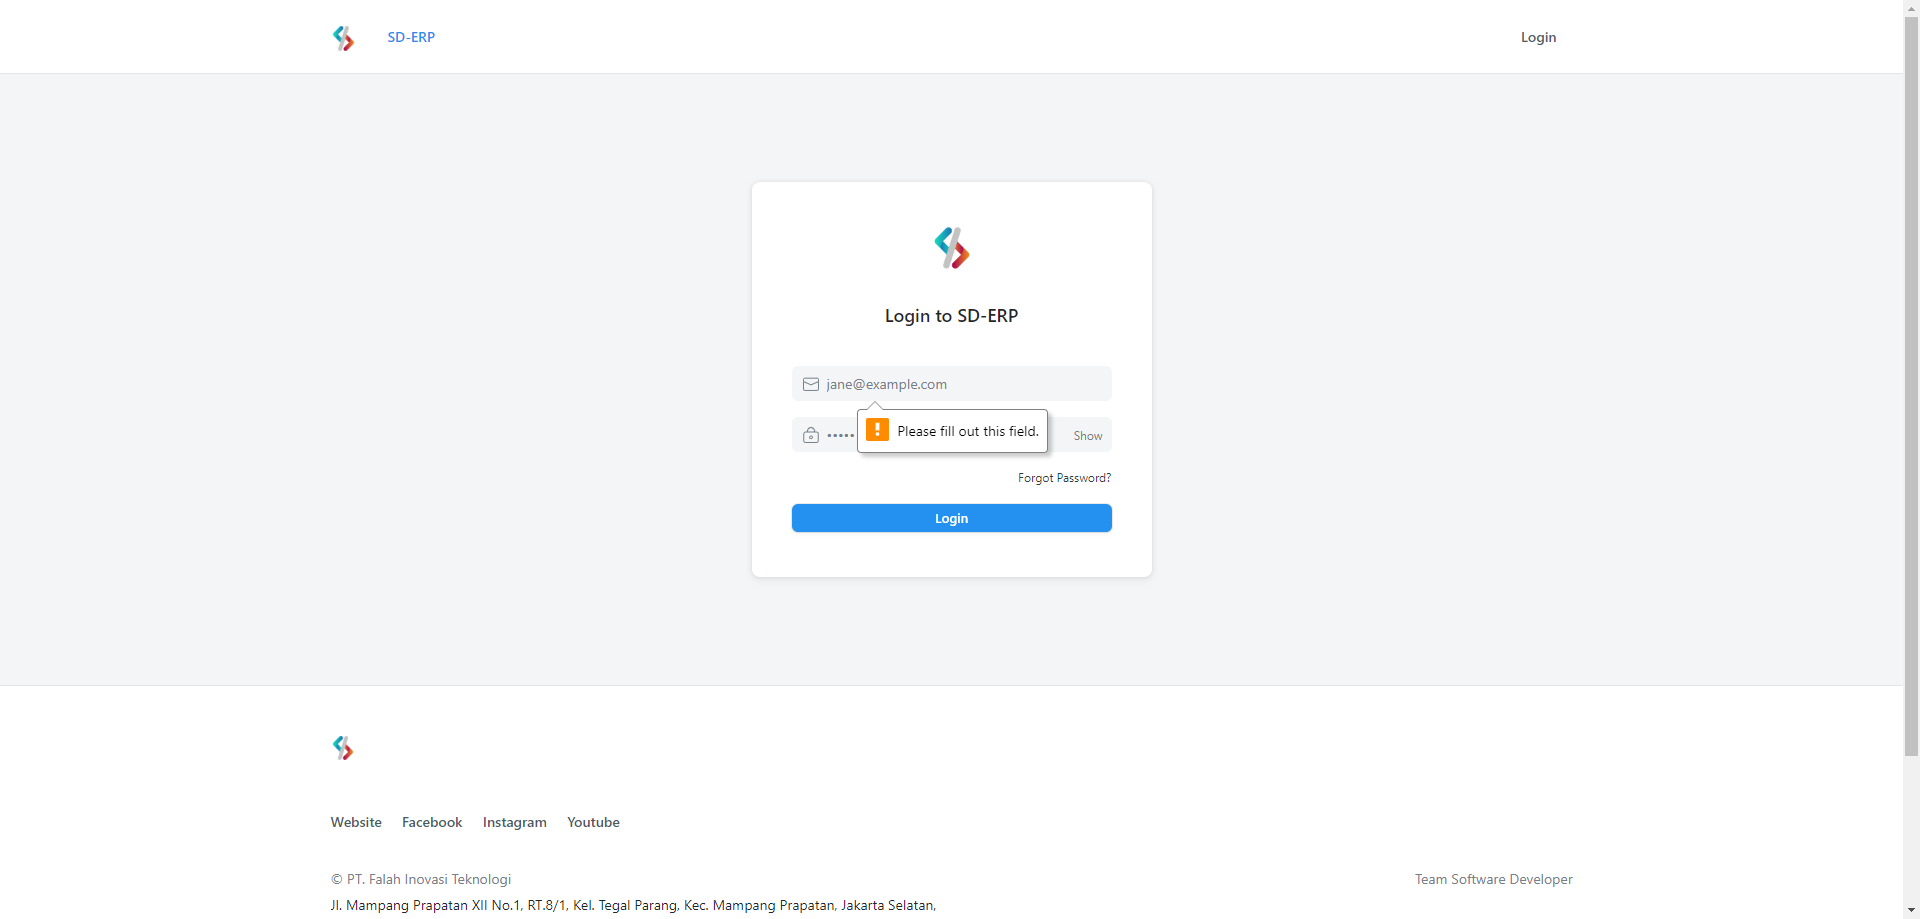 SD-ERP
Login
Login to SD-ERP
jane@example.com
•••••
Please fill out this field.
Show
Forgot Password?
Login
Website Facebook Instagram Youtube
© PT. Falah Inovasi Teknologi
Team Software Developer
Jl. Mampang Prapatan XII No.1, RT.8/1, Kel. Tegal Parang, Kec. Mampang Prapatan, Jakarta Selatan,